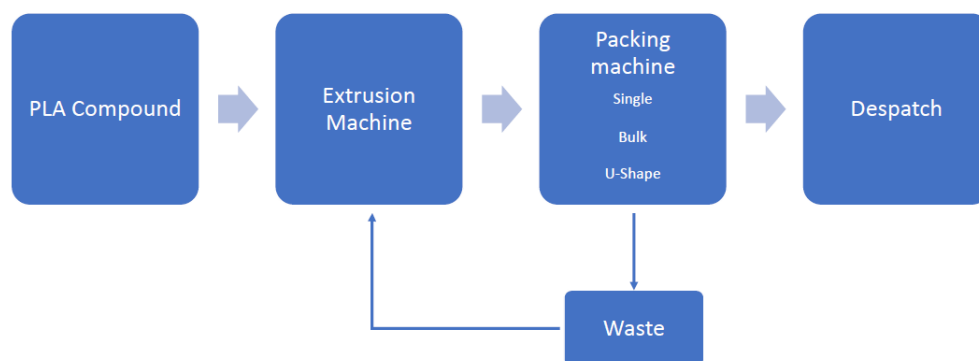 PLA Compound
Extrusion
Machine
Packing
machine
Single
Bulk
U-Shape
Despatch
Waste